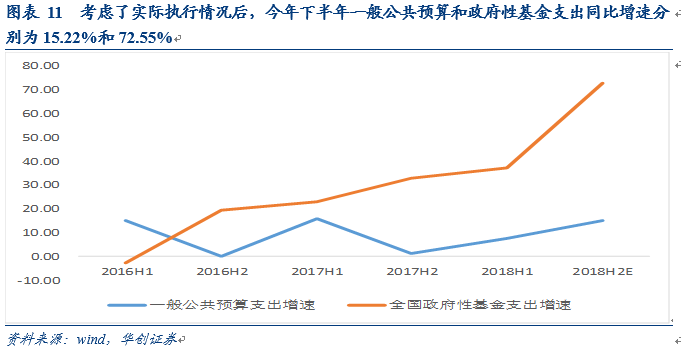 图表 11 考虑了实际执行情况后，今年下半年一般公共预算和政府性基金支出同比增速分
别为 15.22%和 72.55%
80.00
70.00
60.00
50.00
40.00
30.00
20.00
10.00
0.00
-10.00
2016H1 2016H2 2017H1 2017H2 2018H1 2018H2E
一般公共预算支出增速 全国政府性基金支出增速
资料来源：wind，华创证券